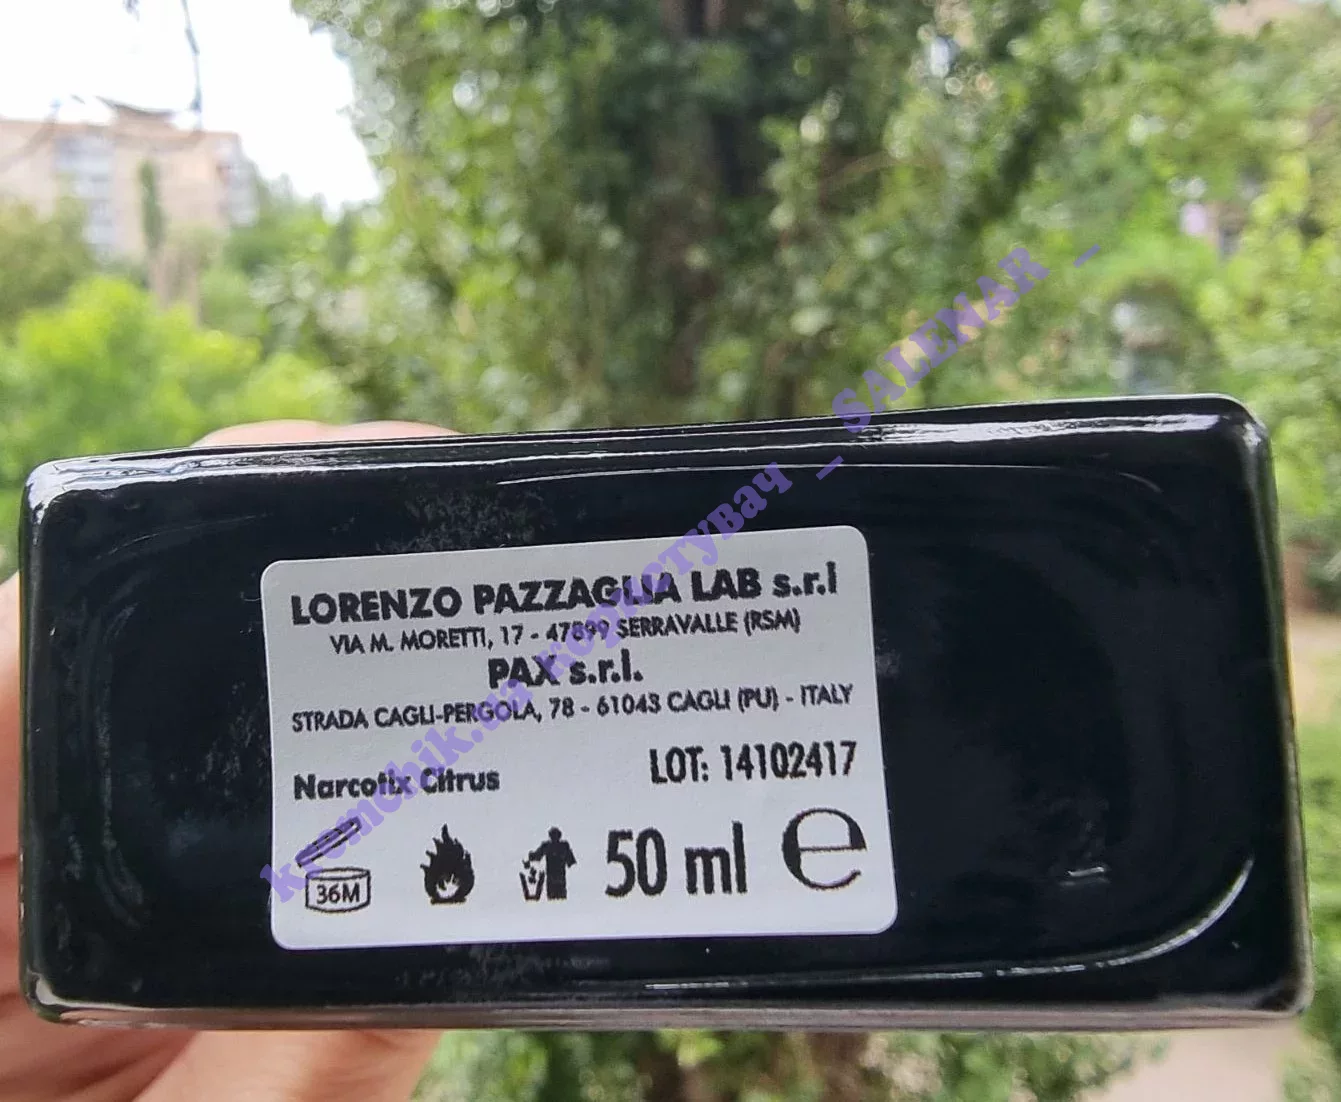 LORENZO PAZZAGLIA LAB s.r.l
VIA M. MORETTI, 17 - 47899 SERRAVALLE (RSM)
PAX s.r.l.
STRADA CAGLI-PERGOLA, 78 - 61043 CAGLI (PU) - ITALY
Narcotix Citrus
LOT: 14102417
36M
50 ml e
kremchik.ua користувач _ SALENAR _